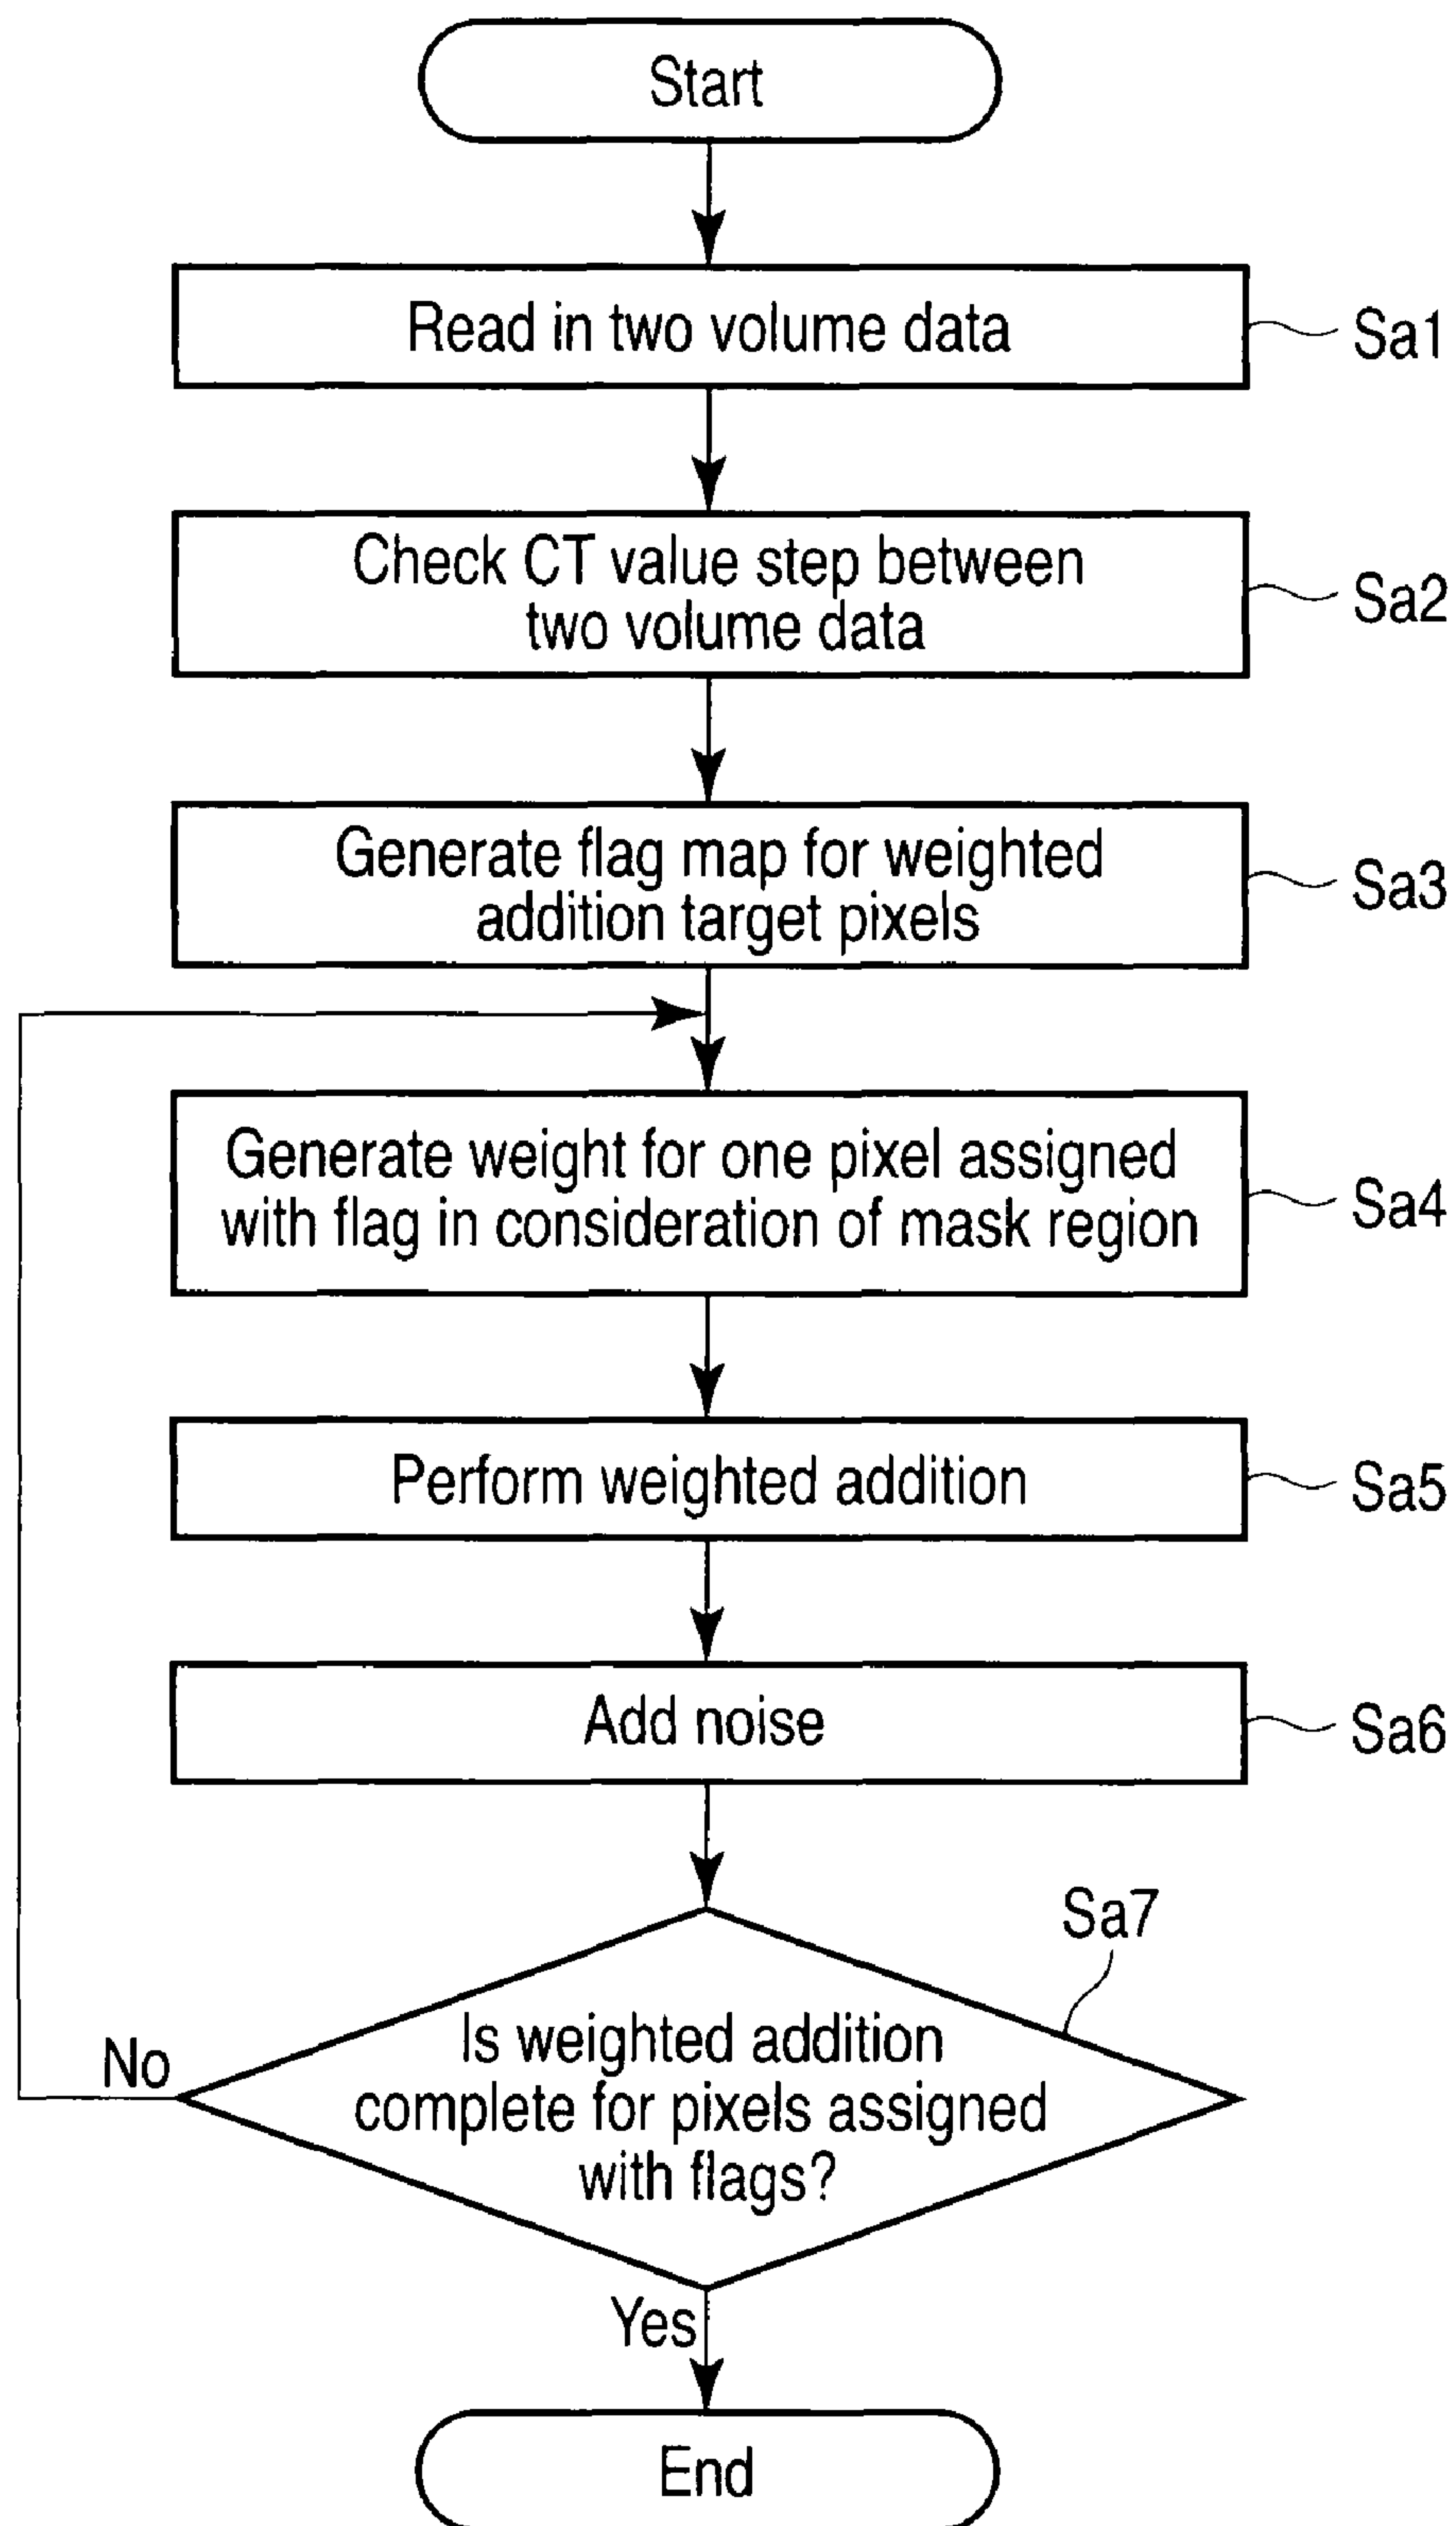 Start
Read in two volume data
Sa1
Check CT value step between
two volume data
Sa2
Generate flag map for weighted
addition target pixels
Sa3
Generate weight for one pixel assigned
with flag in consideration of mask region
Sa4
Perform weighted addition
Sa5
Add noise
Sa6
Sa7
Is weighted addition
complete for pixels assigned
with flags?
No
Yes
End